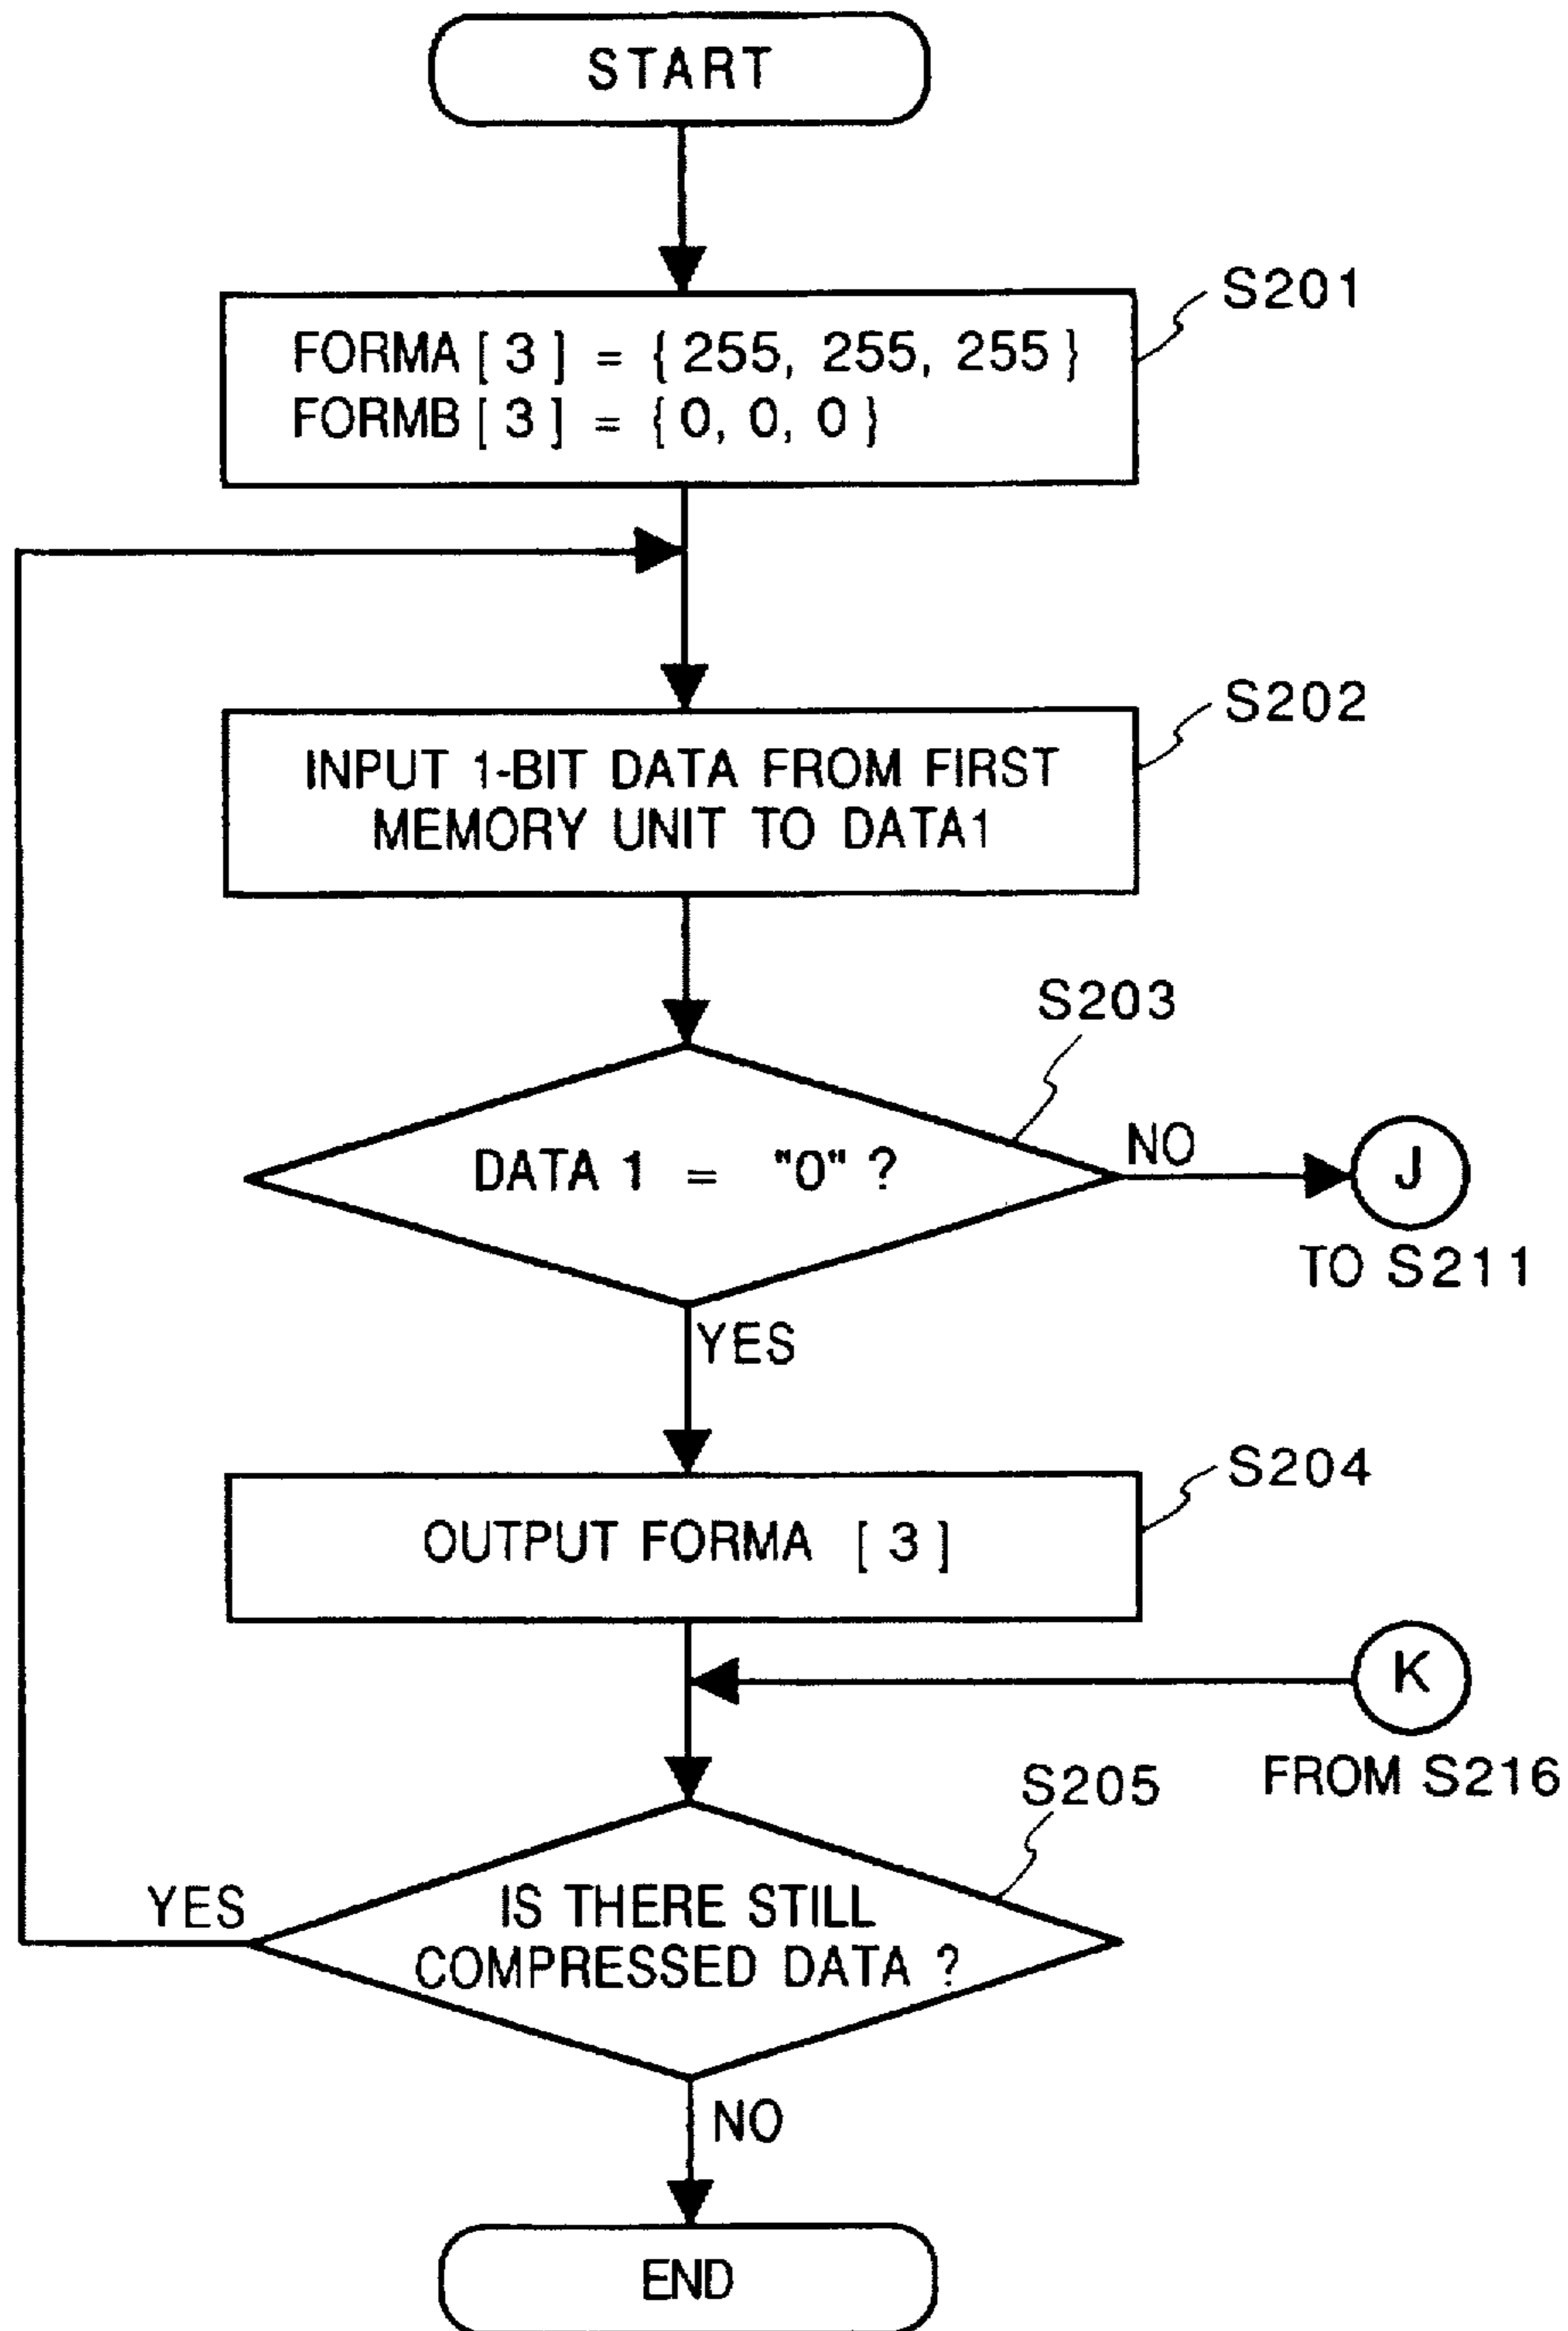 START
S201
FORMA [ 3 ] = { 255, 255, 255 }
FORMB [ 3 ] = { 0, 0, 0 }
S202
INPUT 1-BIT DATA FROM FIRST
MEMORY UNIT TO DATA1
S203
DATA 1 = "0" ?
NO
J
TO S211
YES
S204
OUTPUT FORMA [ 3 ]
K
FROM S216
S205
YES
IS THERE STILL
COMPRESSED DATA ?
NO
END